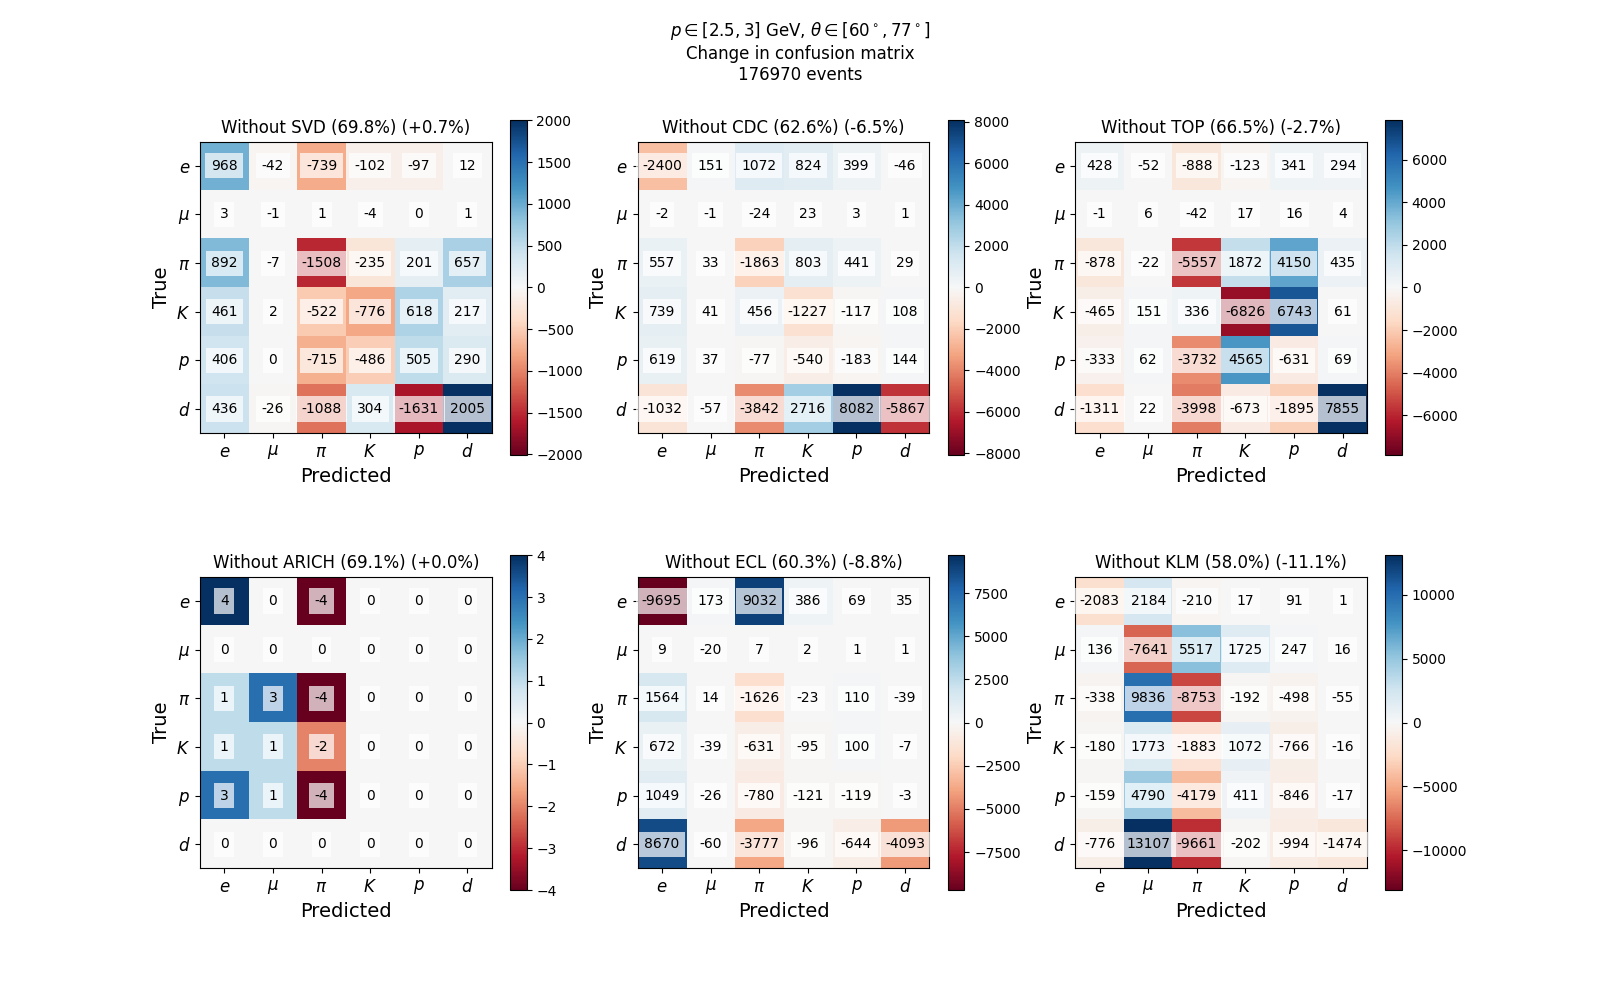 p ∈ [2.5, 3] GeV, θ ∈ [60°, 77°]
Change in confusion matrix
176970 events
Without SVD (69.8%) (+0.7%)
e 968 -42 -739 -102 -97 12
μ 3 -1 1 -4 0 1
π 892 -7 -1508 -235 201 657
K 461 2 -522 -776 618 217
p 406 0 -715 -486 505 290
d 436 -26 -1088 304 -1631 2005
e μ π K p d
Predicted
True
2000
1500
1000
500
0
−500
−1000
−1500
−2000
Without CDC (62.6%) (-6.5%)
e -2400 151 1072 824 399 -46
μ -2 -1 -24 23 3 1
π 557 33 -1863 803 441 29
K 739 41 456 -1227 -117 108
p 619 37 -77 -540 -183 144
d -1032 -57 -3842 2716 8082 -5867
e μ π K p d
Predicted
True
8000
6000
4000
2000
0
−2000
−4000
−6000
−8000
Without TOP (66.5%) (-2.7%)
e 428 -52 -888 -123 341 294
μ -1 6 -42 17 16 4
π -878 -22 -5557 1872 4150 435
K -465 151 336 -6826 6743 61
p -333 62 -3732 4565 -631 69
d -1311 22 -3998 -673 -1895 7855
e μ π K p d
Predicted
True
6000
4000
2000
0
−2000
−4000
−6000
Without ARICH (69.1%) (+0.0%)
e 4 0 -4 0 0 0
μ 0 0 0 0 0 0
π 1 3 -4 0 0 0
K 1 1 -2 0 0 0
p 3 1 -4 0 0 0
d 0 0 0 0 0 0
e μ π K p d
Predicted
True
4
3
2
1
0
−1
−2
−3
−4
Without ECL (60.3%) (-8.8%)
e -9695 173 9032 386 69 35
μ 9 -20 7 2 1 1
π 1564 14 -1626 -23 110 -39
K 672 -39 -631 -95 100 -7
p 1049 -26 -780 -121 -119 -3
d 8670 -60 -3777 -96 -644 -4093
e μ π K p d
Predicted
True
7500
5000
2500
0
−2500
−5000
−7500
Without KLM (58.0%) (-11.1%)
e -2083 2184 -210 17 91 1
μ 136 -7641 5517 1725 247 16
π -338 9836 -8753 -192 -498 -55
K -180 1773 -1883 1072 -766 -16
p -159 4790 -4179 411 -846 -17
d -776 13107 -9661 -202 -994 -1474
e μ π K p d
Predicted
True
10000
5000
0
−5000
−10000